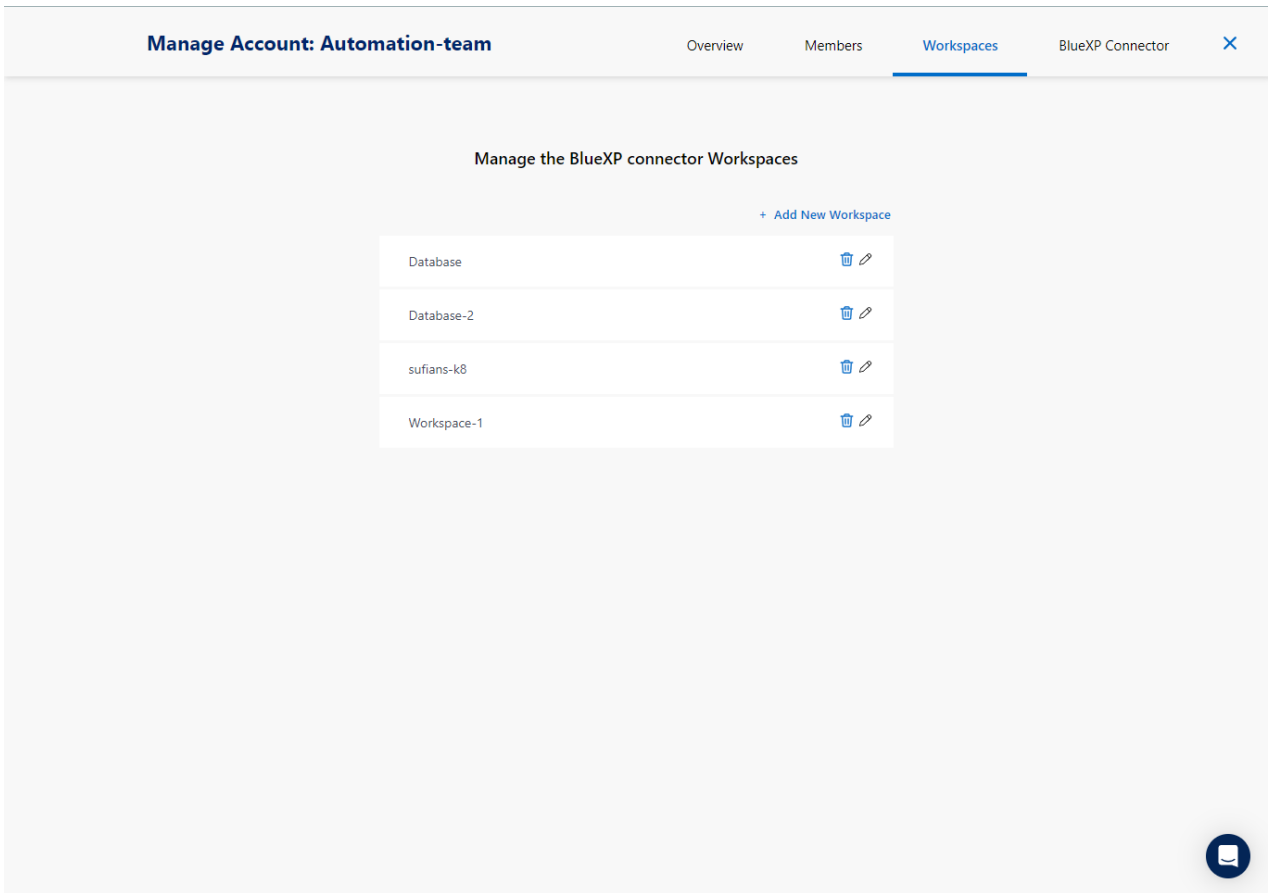 Manage Account: Automation-team Overview Members Workspaces BlueXP Connector
Manage the BlueXP connector Workspaces
+ Add New Workspace
Database
Database-2
sufians-k8
Workspace-1